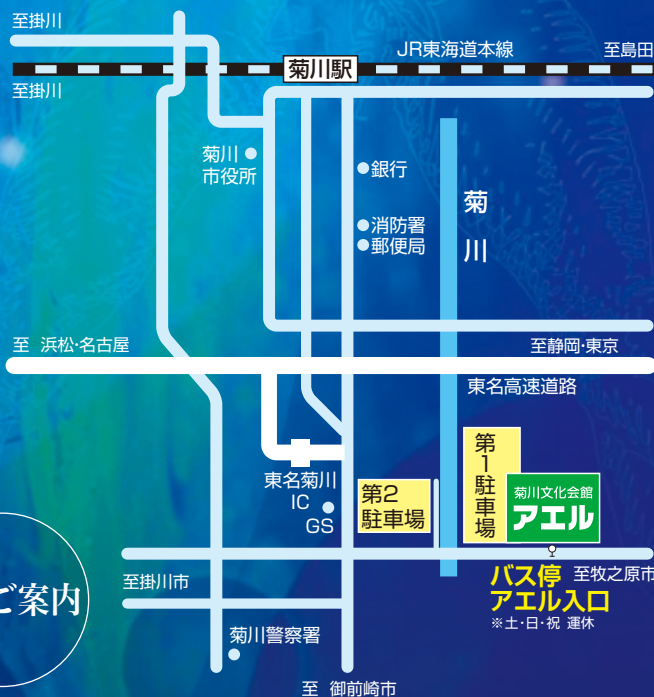 至掛川
JR東海道本線
至島田
菊川駅
至掛川
菊川
市役所
銀行
消防署
郵便局
菊川
至 浜松・名古屋
至静岡・東京
東名高速道路
東名菊川
IC
GS
第2
駐車場
第1駐車場
菊川文化会館
アエル
至掛川市
バス停
アエル入口
※土・日・祝 運休
至牧之原市
ご案内
菊川警察署
至 御前崎市